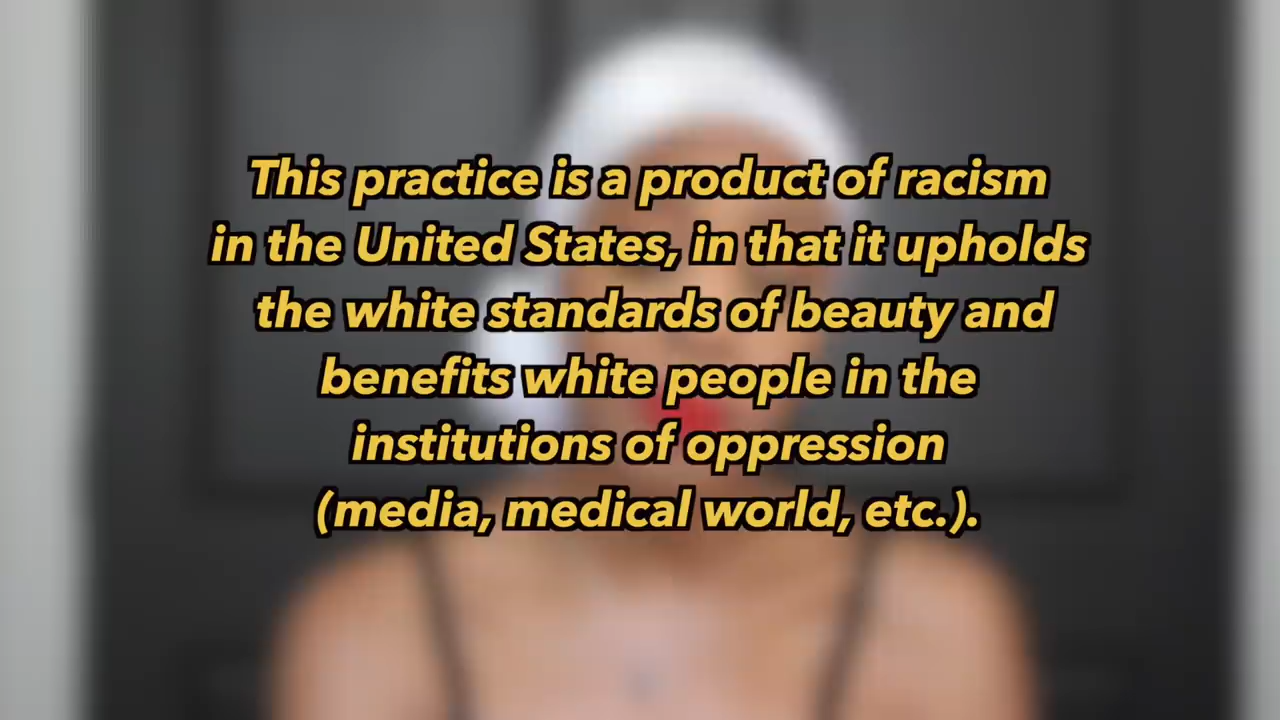 This practice is a product of racism
in the United States, in that it upholds
the white standards of beauty and
benefits white people in the
institutions of oppression
(media, medical world, etc.).